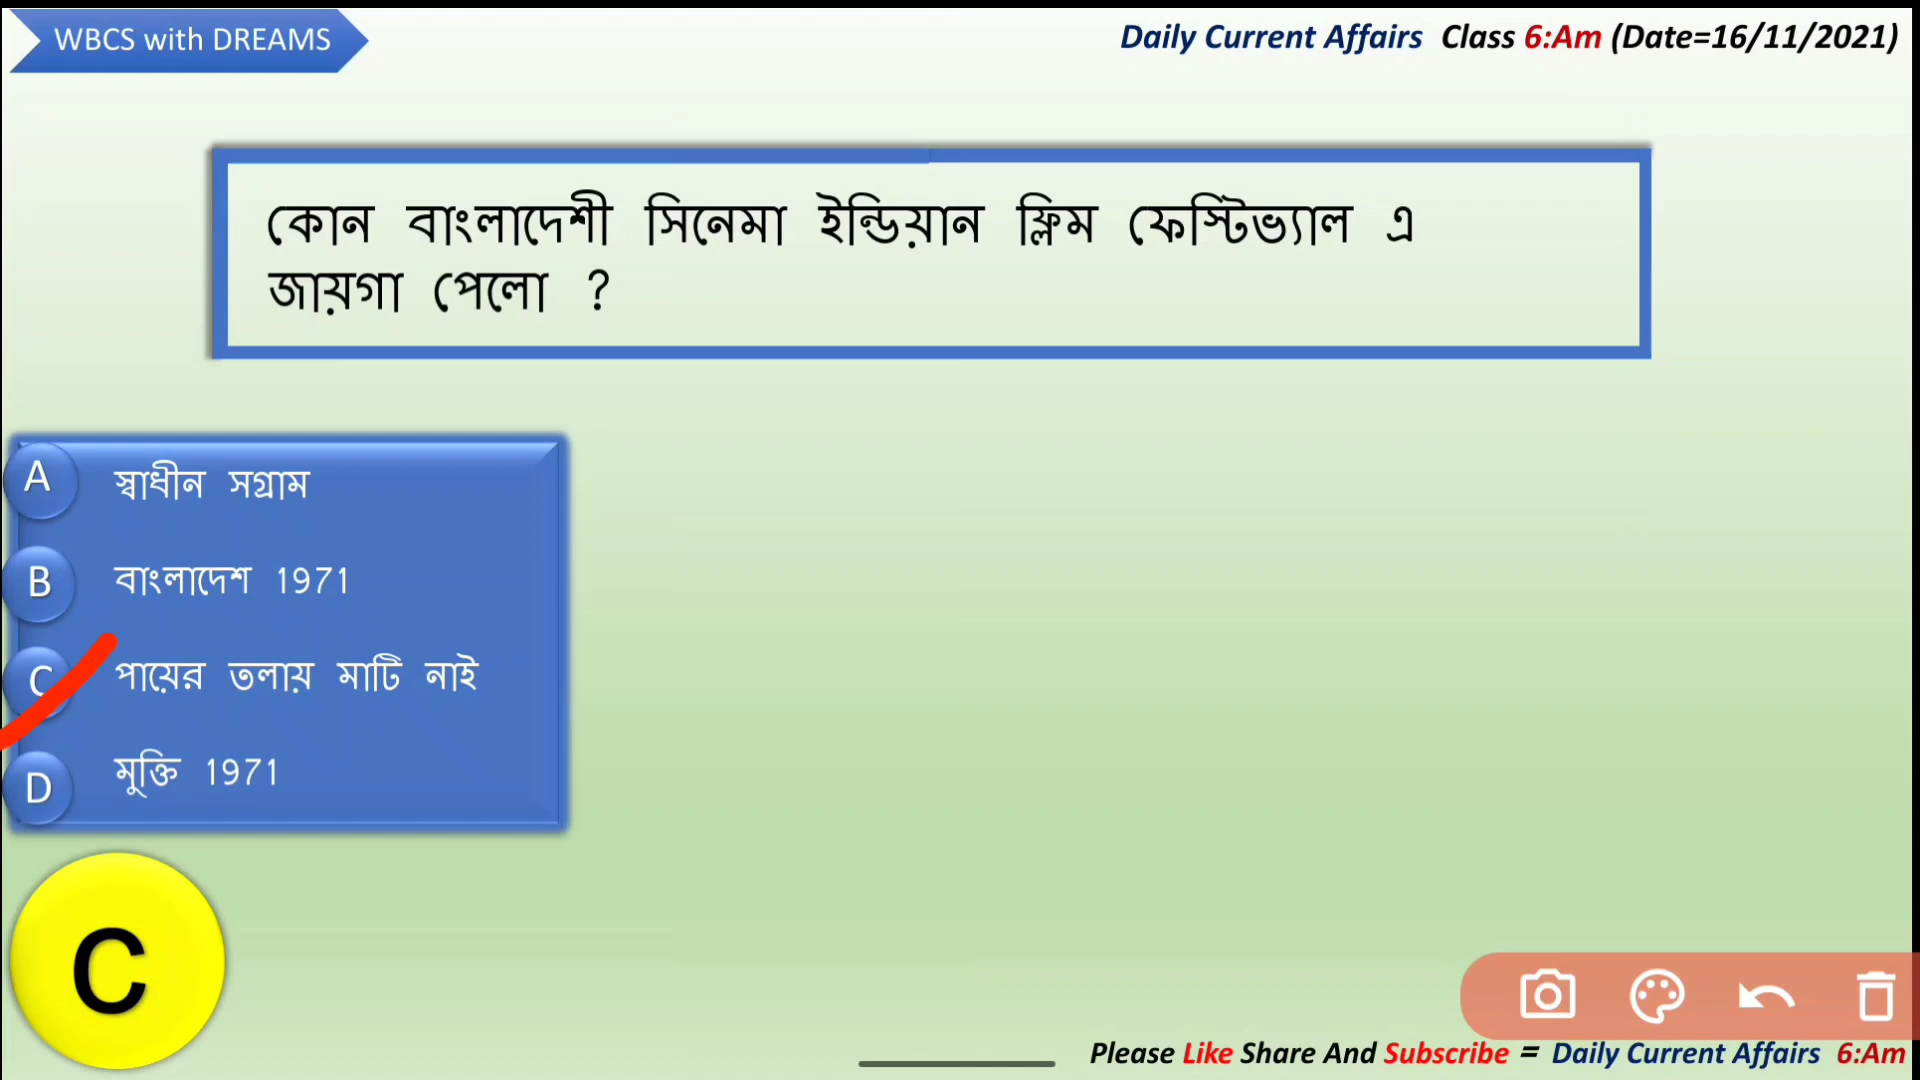 WBCS with DREAMS
Daily Current Affairs Class 6:Am (Date=16/11/2021)
কোন বাংলাদেশী সিনেমা ইন্ডিয়ান ফ্লিম ফেস্টিভ্যাল এ
জায়গা পেলো ?
A স্বাধীন সগ্রাম
B বাংলাদেশ 1971
C পায়ের তলায় মাটি নাই
D মুক্তি 1971
C
Please Like Share And Subscribe = Daily Current Affairs 6:Am